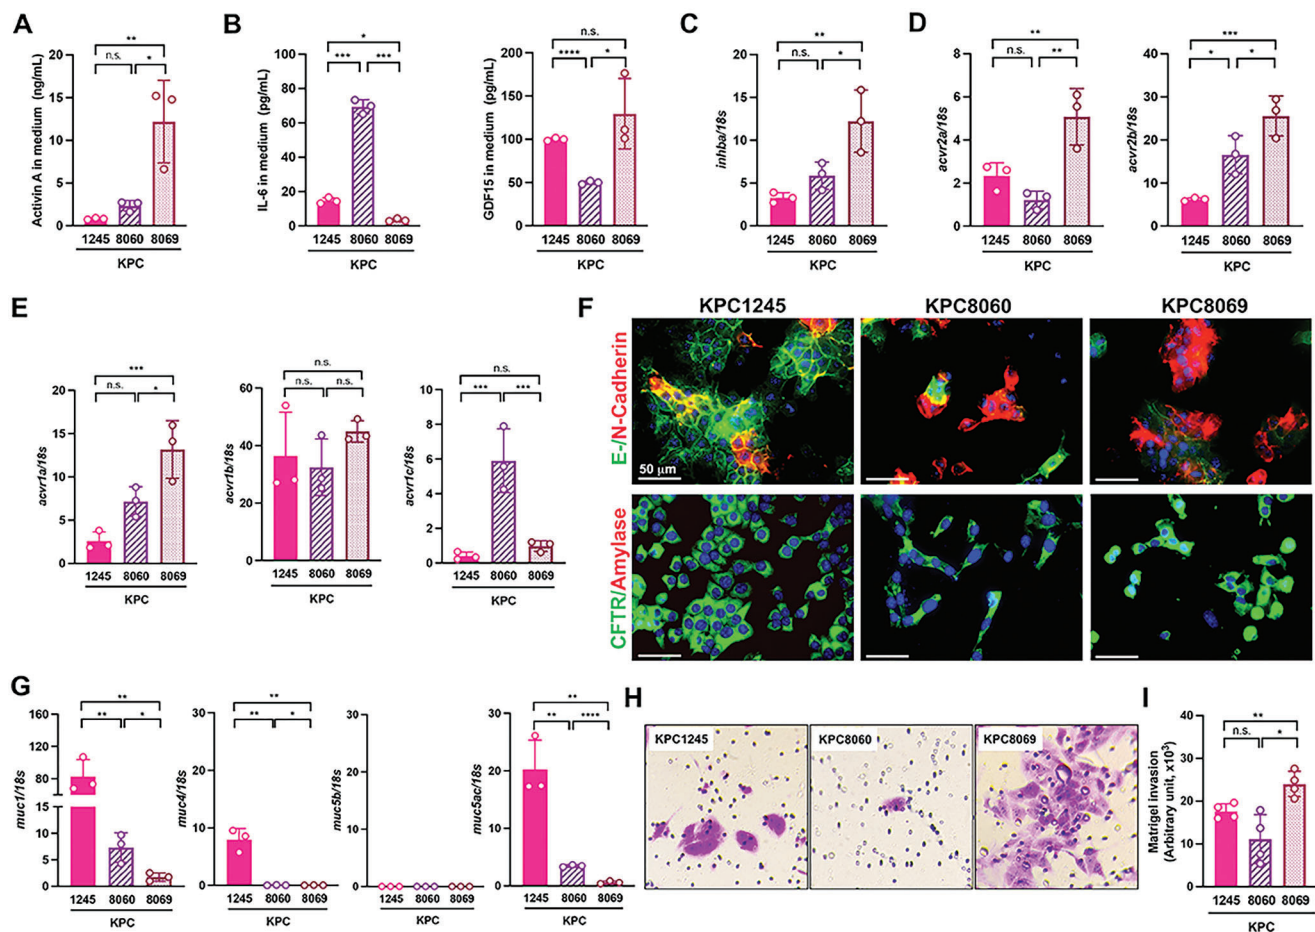 A
Activin A in medium (ng/mL)
20
15
10
5
0
**
n.s.
*
1245 8060 8069
KPC
B
IL-6 in medium (pg/mL)
100
80
60
40
20
0
*
*** ***
1245 8060 8069
KPC
GDF15 in medium (pg/mL)
200
150
100
50
0
n.s.
**** *
1245 8060 8069
KPC
C
inhba/18s
20
15
10
5
0
**
n.s. *
1245 8060 8069
KPC
D
acvr2a/18s
8
6
4
2
0
**
n.s. **
1245 8060 8069
KPC
acvr2b/18s
40
30
20
10
0
***
* *
1245 8060 8069
KPC
E
acvr1a/18s
20
15
10
5
0
***
n.s. *
1245 8060 8069
KPC
acvr1b/18s
60
40
20
0
n.s.
n.s. n.s.
1245 8060 8069
KPC
acvr1c/18s
10
8
6
4
2
0
n.s.
*** ***
1245 8060 8069
KPC
F
KPC1245 KPC8060 KPC8069
E-/N-Cadherin
50 μm
CFTR/Amylase
G
muc1/18s
160
120
80
40
15
10
5
0
**
** *
1245 8060 8069
KPC
muc4/18s
30
20
10
0
**
** *
1245 8060 8069
KPC
muc5b/18s
30
20
10
0
1245 8060 8069
KPC
muc5ac/18s
30
20
10
0
**
** ****
1245 8060 8069
KPC
H
KPC1245
KPC8060
KPC8069
I
Matrigel invasion
(Arbitrary unit, x10³)
40
30
20
10
0
**
n.s. *
1245 8060 8069
KPC